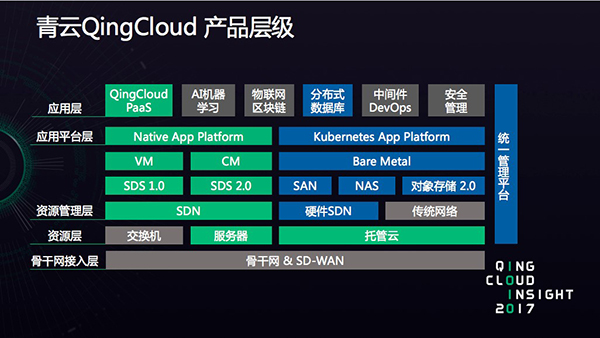 青云QingCloud 产品层级
应用层
QingCloud
PaaS
AI机器
学习
物联网
区块链
分布式
数据库
中间件
DevOps
安全
管理
统一管理平台
应用平台层
Native App Platform
Kubernetes App Platform
VM
CM
Bare Metal
SDS 1.0
SDS 2.0
SAN
NAS
对象存储 2.0
资源管理层
SDN
硬件SDN
传统网络
资源层
交换机
服务器
托管云
骨干网接入层
骨干网 & SD-WAN
QING
CLOUD
INSIGHT
2017